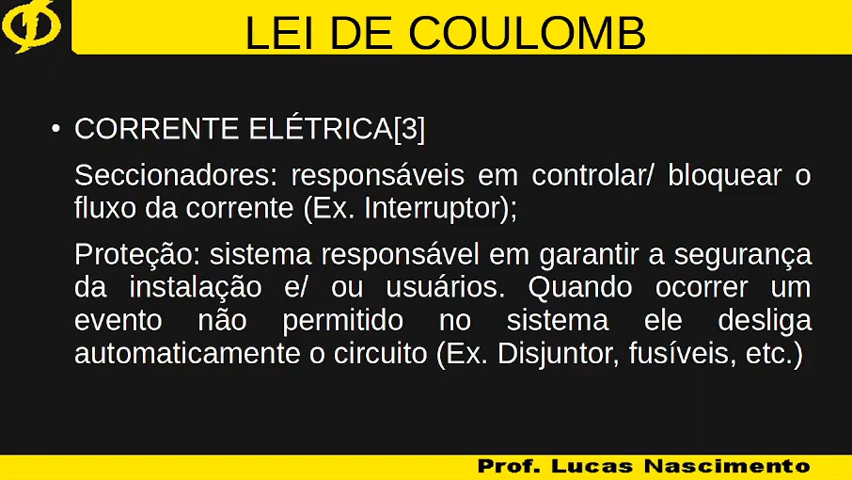 LEI DE COULOMB
• CORRENTE ELÉTRICA[3]
Seccionadores: responsáveis em controlar/ bloquear o
fluxo da corrente (Ex. Interruptor);
Proteção: sistema responsável em garantir a segurança
da instalação e/ ou usuários. Quando ocorrer um
evento não permitido no sistema ele desliga
automaticamente o circuito (Ex. Disjuntor, fusíveis, etc.)
Prof. Lucas Nascimento